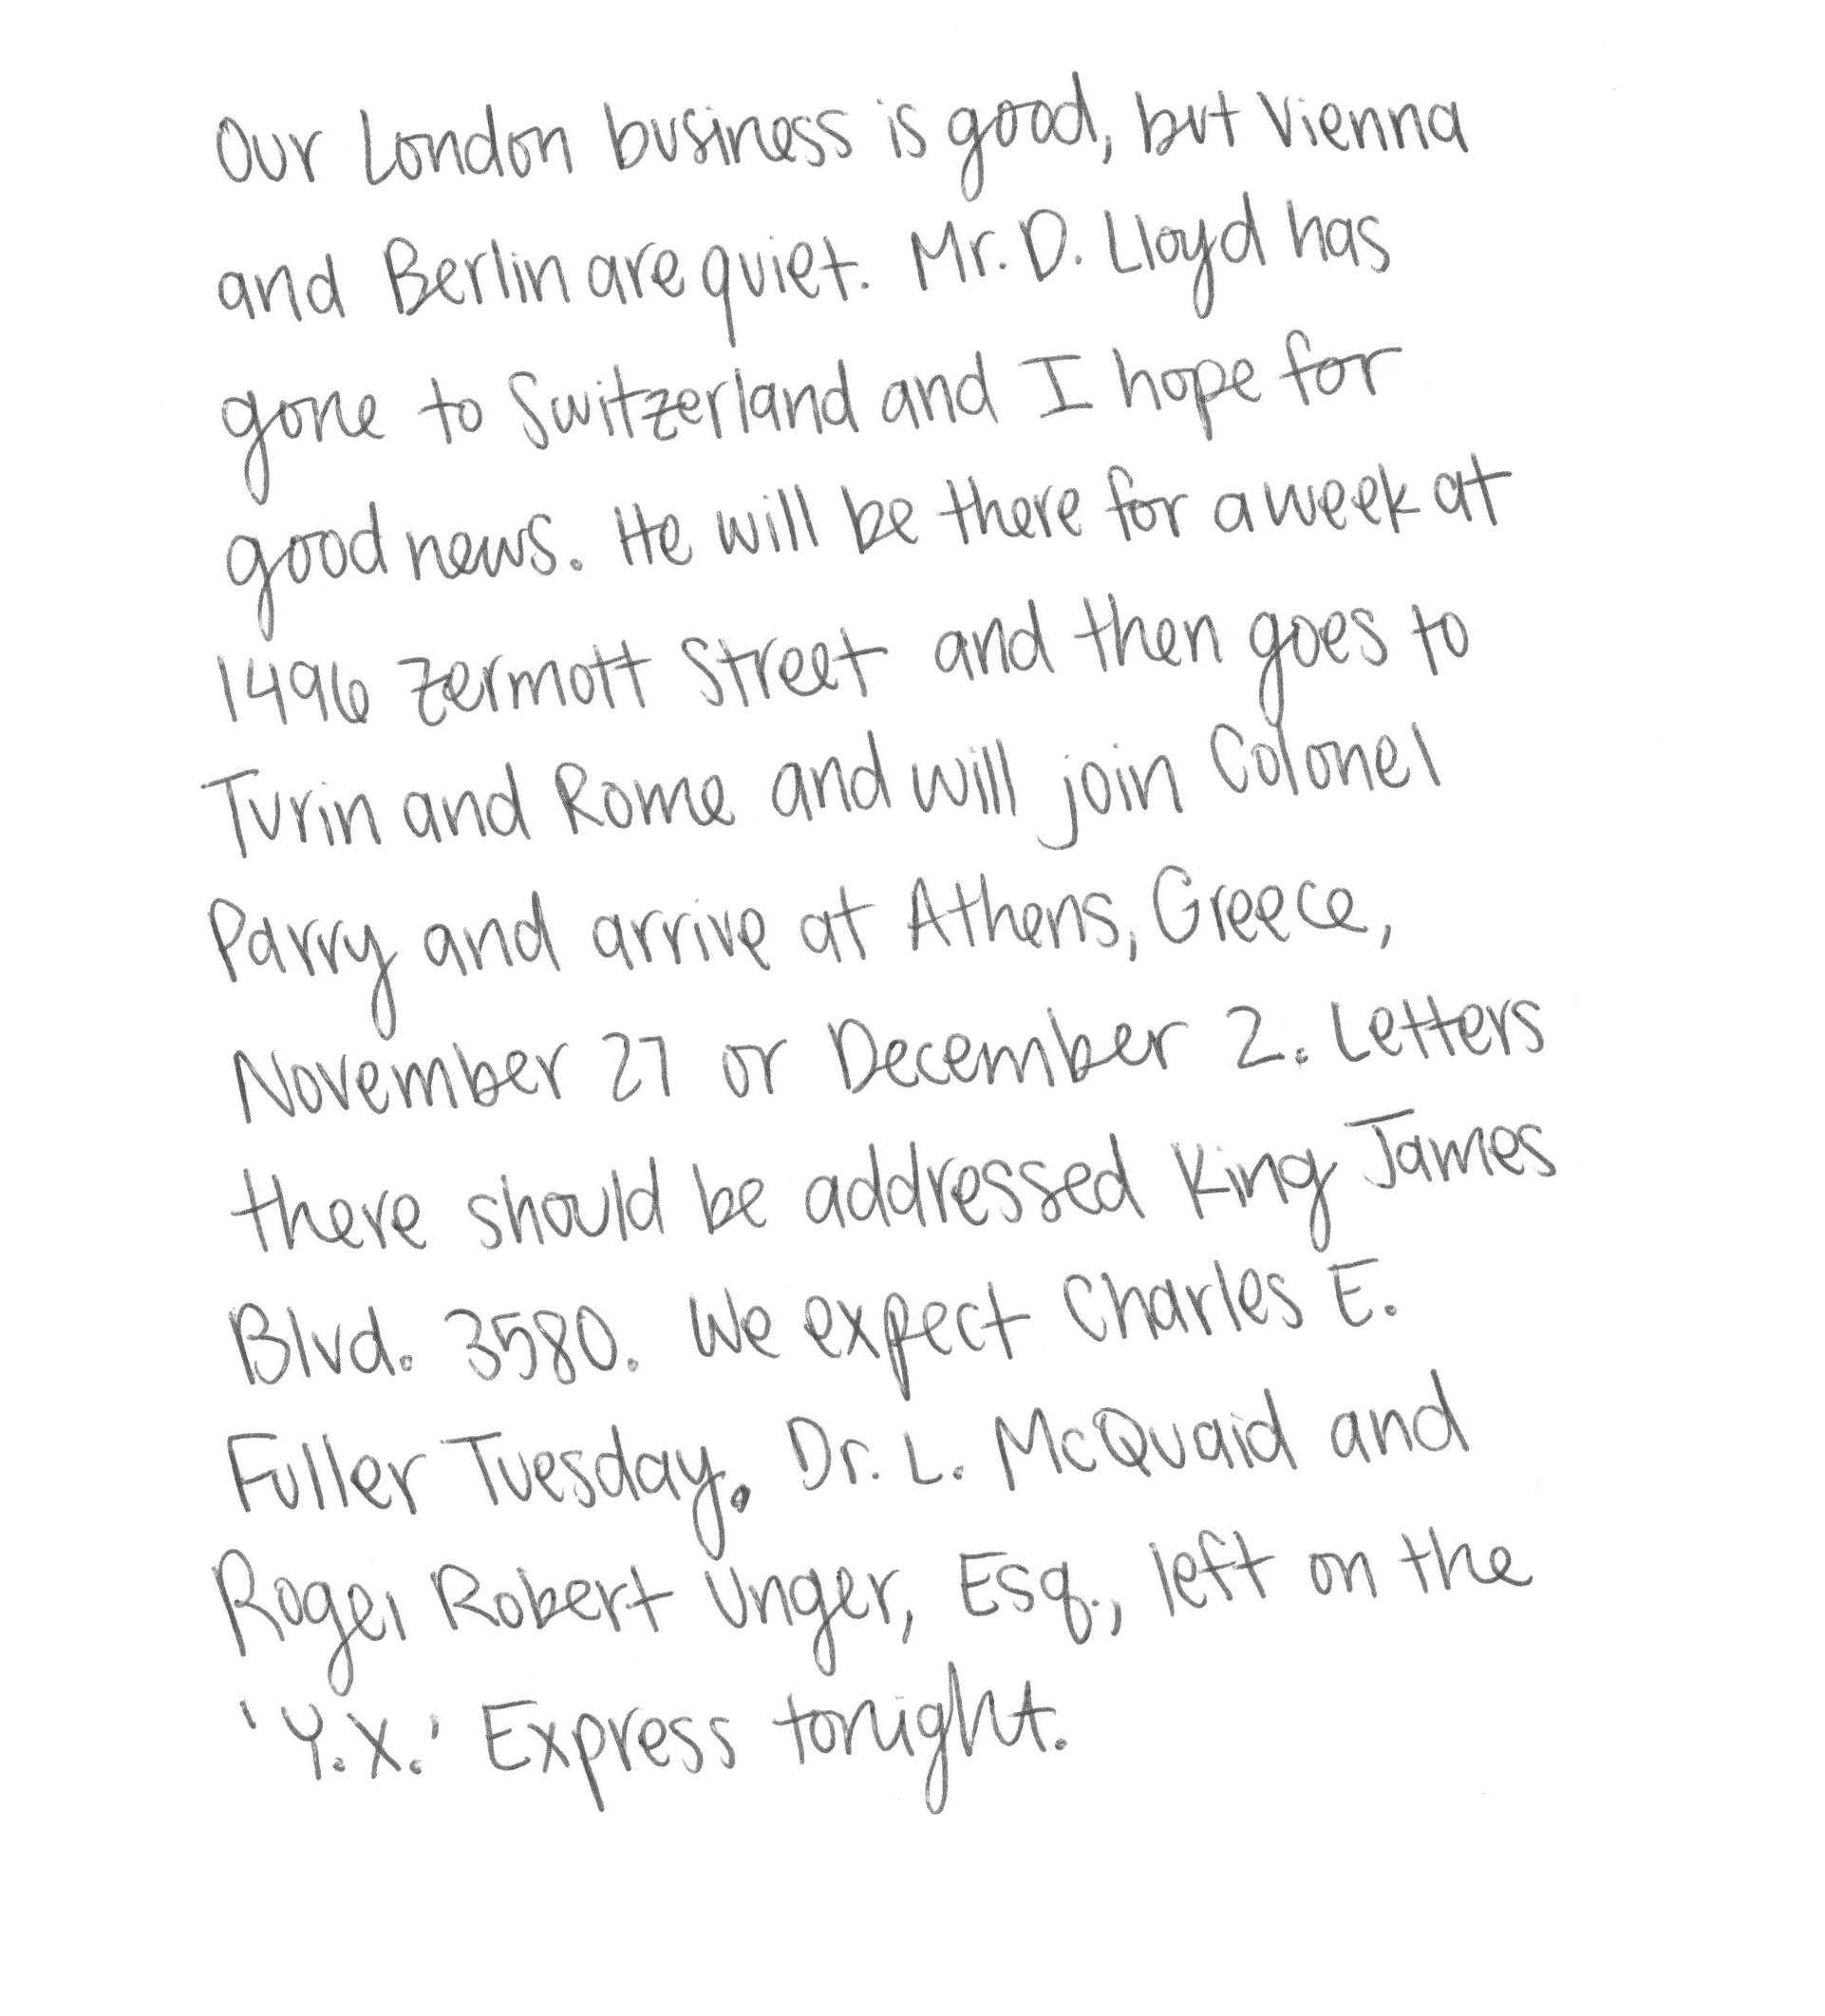 Our London business is good, but Vienna
and Berlin are quiet. Mr. D. Lloyd has
gone to Switzerland and I hope for
good news. He will be there for a week at
1496 Zermott Street and then goes to
Turin and Rome and will join Colonel
Parry and arrive at Athens, Greece,
November 27 or December 2. Letters
there should be addressed King James
Blvd. 3580. We expect Charles E.
Fuller Tuesday. Dr. L. McQuaid and
Roger Robert Unger, Esq., left on the
'Y.X.' Express tonight.